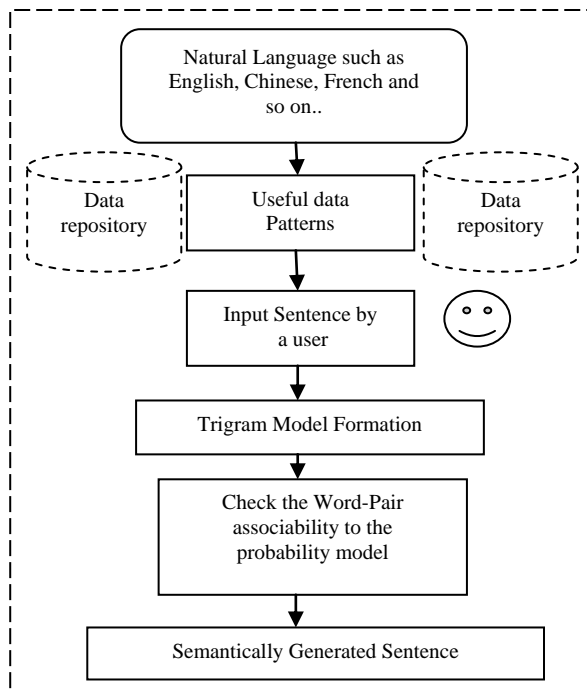 Natural Language such as
English, Chinese, French and
so on..
Data
repository
Useful data
Patterns
Data
repository
Input Sentence by
a user
Trigram Model Formation
Check the Word-Pair
associability to the
probability model
Semantically Generated Sentence